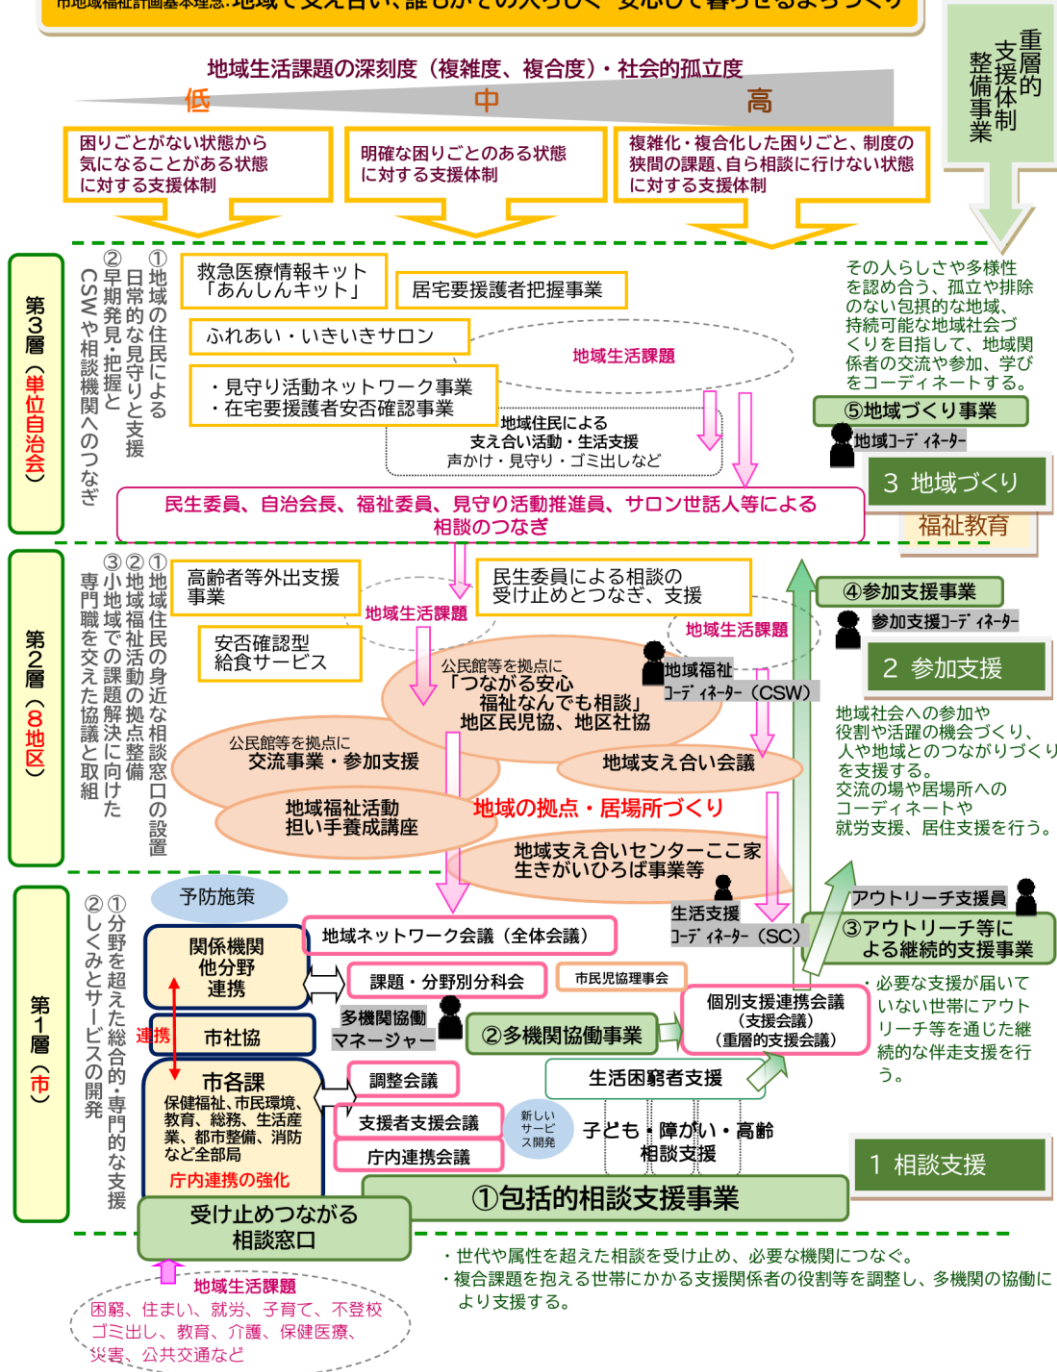 市地域福祉計画基本理念:地域で支え合い、誰もがその人らしく 安心して暮らせるまちづくり
重層的
支援体制
整備事業
地域生活課題の深刻度（複雑度、複合度）・社会的孤立度
低
中
高
困りごとがない状態から
気になることがある状態
に対する支援体制
明確な困りごとのある状態
に対する支援体制
複雑化・複合化した困りごと、制度の
狭間の課題、自ら相談に行けない状態
に対する支援体制
第３層（単位自治会）
①地域の住民による
日常的な見守りと支援
②早期発見・把握と
CSWや相談機関へのつなぎ
救急医療情報キット
「あんしんキット」
居宅要援護者把握事業
ふれあい・いきいきサロン
地域生活課題
・見守り活動ネットワーク事業
・在宅要援護者安否確認事業
地域住民による
支え合い活動・生活支援
声かけ・見守り・ゴミ出しなど
民生委員、自治会長、福祉委員、見守り活動推進員、サロン世話人等による
相談のつなぎ
その人らしさや多様性
を認め合う、孤立や排除
のない包摂的な地域、
持続可能な地域社会づ
くりを目指して、地域関
係者の交流や参加、学び
をコーディネートする。
⑤地域づくり事業
地域コーディネーター
3 地域づくり
福祉教育
第２層（８地区）
①地域住民の身近な相談窓口の設置
②地域福祉活動の拠点整備
③小地域での課題解決に向けた
専門職を交えた協議と取組
高齢者等外出支援
事業
民生委員による相談の
受け止めとつなぎ、支援
地域生活課題
地域生活課題
安否確認型
給食サービス
公民館等を拠点に
「つながる安心
福祉なんでも相談」
地区民児協、地区社協
地域福祉
コーディネーター（CSW）
公民館等を拠点に
交流事業・参加支援
地域支え合い会議
地域福祉活動
担い手養成講座
地域の拠点・居場所づくり
地域支え合いセンターここ家
生きがいひろば事業等
生活支援
コーディネーター（SC）
④参加支援事業
参加支援コーディネーター
2 参加支援
地域社会への参加や
役割や活躍の機会づくり、
人や地域とのつながりづくり
を支援する。
交流の場や居場所への
コーディネートや
就労支援、居住支援を行う。
アウトリーチ支援員
③アウトリーチ等に
よる継続的支援事業
・必要な支援が届いて
いない世帯にアウト
リーチ等を通じた継
続的な伴走支援を行
う。
第１層（市）
①分野を超えた総合的・専門的な支援
②しくみとサービスの開発
予防施策
関係機関
他分野
連携
地域ネットワーク会議（全体会議）
課題・分野別分科会
市民児協理事会
連携
市社協
多機関協働
マネージャー
②多機関協働事業
個別支援連携会議
（支援会議）
（重層的支援会議）
市各課
保健福祉、市民環境、
教育、総務、生活産
業、都市整備、消防
など全部局
庁内連携の強化
調整会議
支援者支援会議
庁内連携会議
新しい
サービ
ス開発
生活困窮者支援
子ども・障がい・高齢
相談支援
1 相談支援
①包括的相談支援事業
受け止めつながる
相談窓口
・世代や属性を超えた相談を受け止め、必要な機関につなぐ。
・複合課題を抱える世帯にかかる支援関係者の役割等を調整し、多機関の協働に
より支援する。
地域生活課題
困窮、住まい、就労、子育て、不登校
ゴミ出し、教育、介護、保健医療、
災害、公共交通など